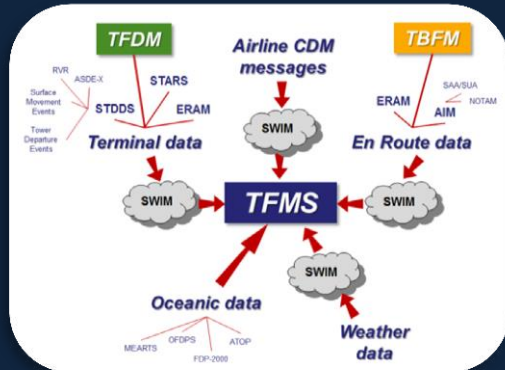 TFDM
Airline CDM
messages
TBFM
RVR
ASDE-X
STARS
SAA/SUA
NOTAM
Surface
Movement
Events
STDDS
ERAM
ERAM
AIM
Tower
Departure
Events
Terminal data
SWIM
En Route data
SWIM
TFMS
SWIM
SWIM
Oceanic data
Weather
data
MEARTS
OFDPS
FDP-2000
ATOP